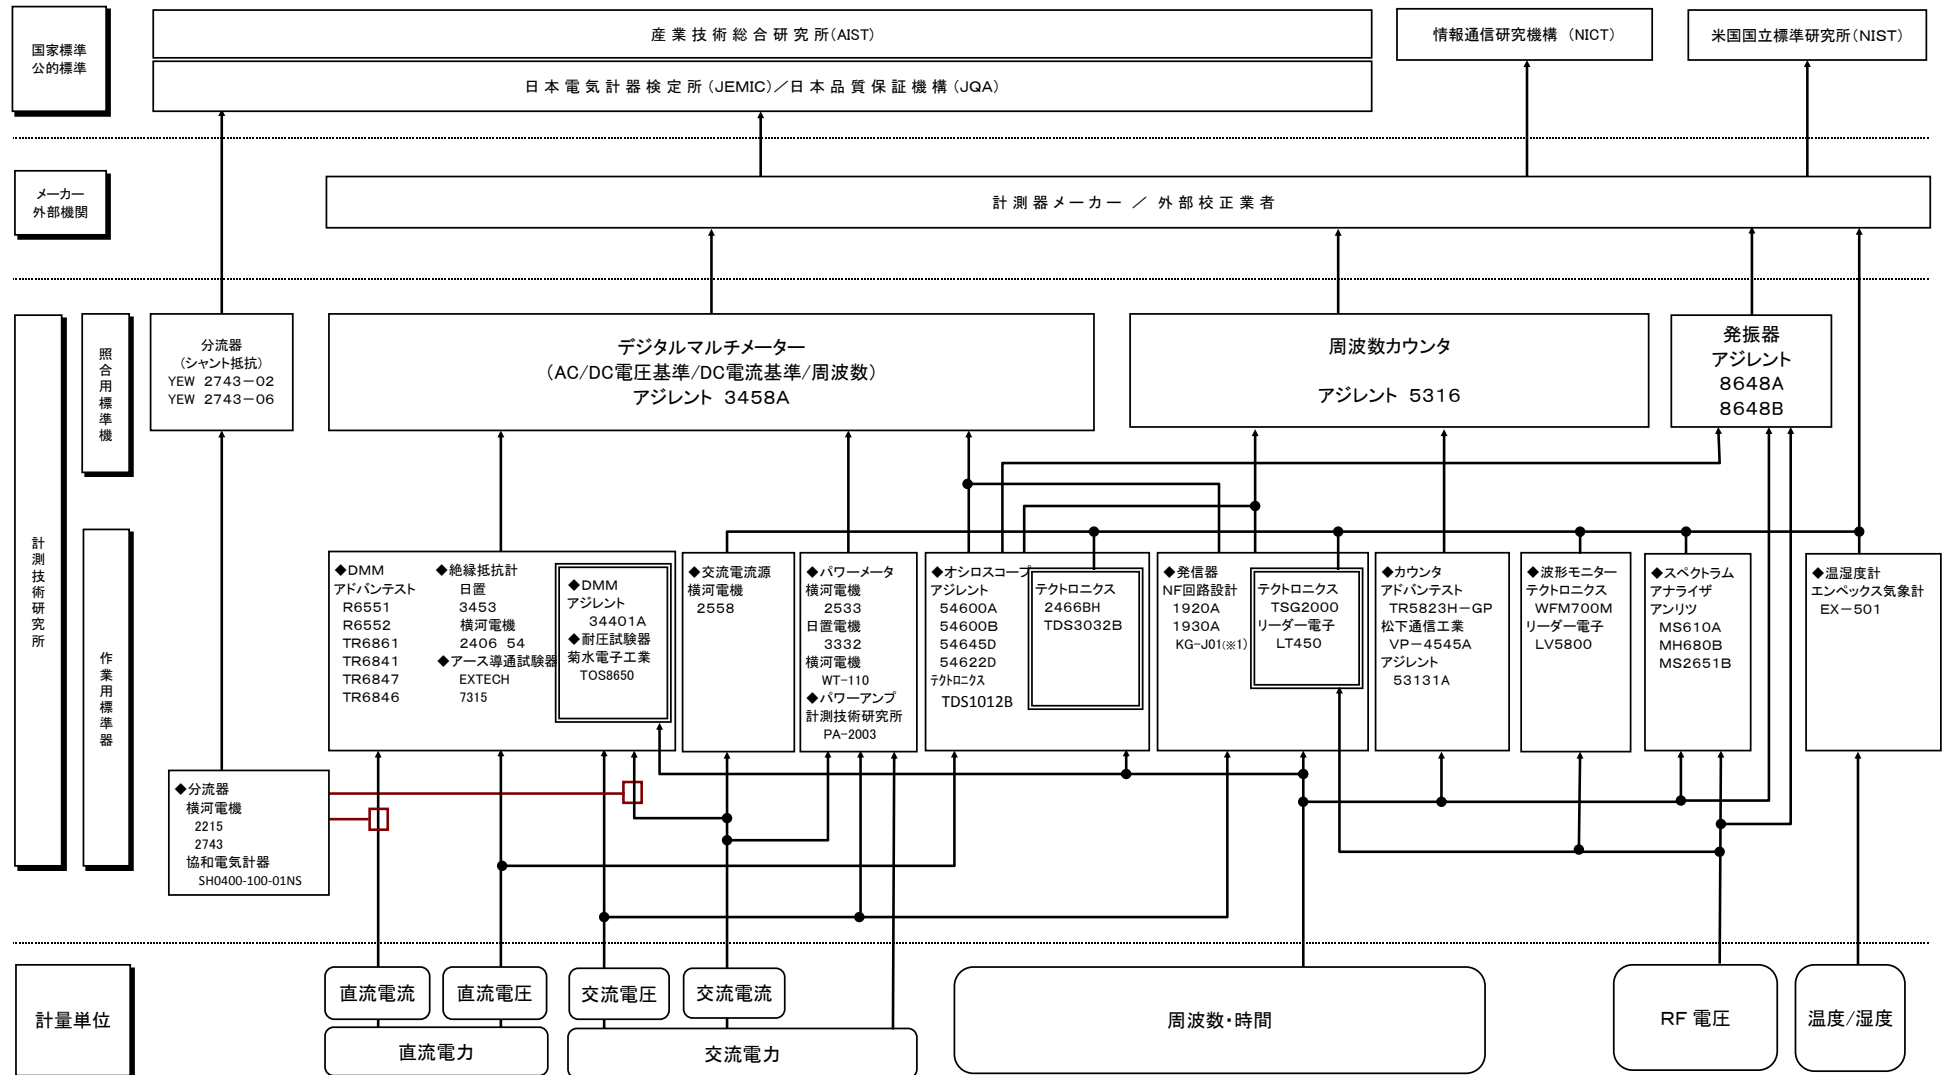 国家標準
公的標準
産業技術総合研究所(AIST)
情報通信研究機構 (NICT)
米国国立標準研究所(NIST)
日本電気計器検定所(JEMIC)／日本品質保証機構(JQA)
メーカー
外部機関
計測器メーカー ／ 外部校正業者
計測技術研究所
照合用標準機
分流器
(シャント抵抗)
YEW 2743－02
YEW 2743－06
デジタルマルチメーター
(AC/DC電圧基準/DC電流基準/周波数)
アジレント 3458A
周波数カウンタ
アジレント 5316
発振器
アジレント
8648A
8648B
作業用標準器
◆DMM
アドバンテスト
R6551
R6552
TR6861
TR6841
TR6847
TR6846
◆絶縁抵抗計
日置
3453
横河電機
2406 54
◆アース導通試験器
EXTECH
7315
◆DMM
アジレント
34401A
◆耐圧試験器
菊水電子工業
TOS8650
◆交流電流源
横河電機
2558
◆パワーメータ
横河電機
2533
日置電機
3332
横河電機
WT-110
◆パワーアンプ
計測技術研究所
PA-2003
◆オシロスコープ
アジレント
54600A
54600B
54645D
54622D
テクトロニクス
TDS1012B
テクトロニクス
2466BH
TDS3032B
◆発信器
NF回路設計
1920A
1930A
KG-J01(※1)
テクトロニクス
TSG2000
リーダー電子
LT450
◆カウンタ
アドバンテスト
TR5823H－GP
松下通信工業
VP－4545A
アジレント
53131A
◆波形モニター
テクトロニクス
WFM700M
リーダー電子
LV5800
◆スペクトラム
アナライザ
アンリツ
MS610A
MH680B
MS2651B
◆温湿度計
エンペックス気象計
EX－501
◆分流器
横河電機
2215
2743
協和電気計器
SH0400-100-01NS
計量単位
直流電流
直流電圧
交流電圧
交流電流
直流電力
交流電力
周波数・時間
RF 電圧
温度/湿度